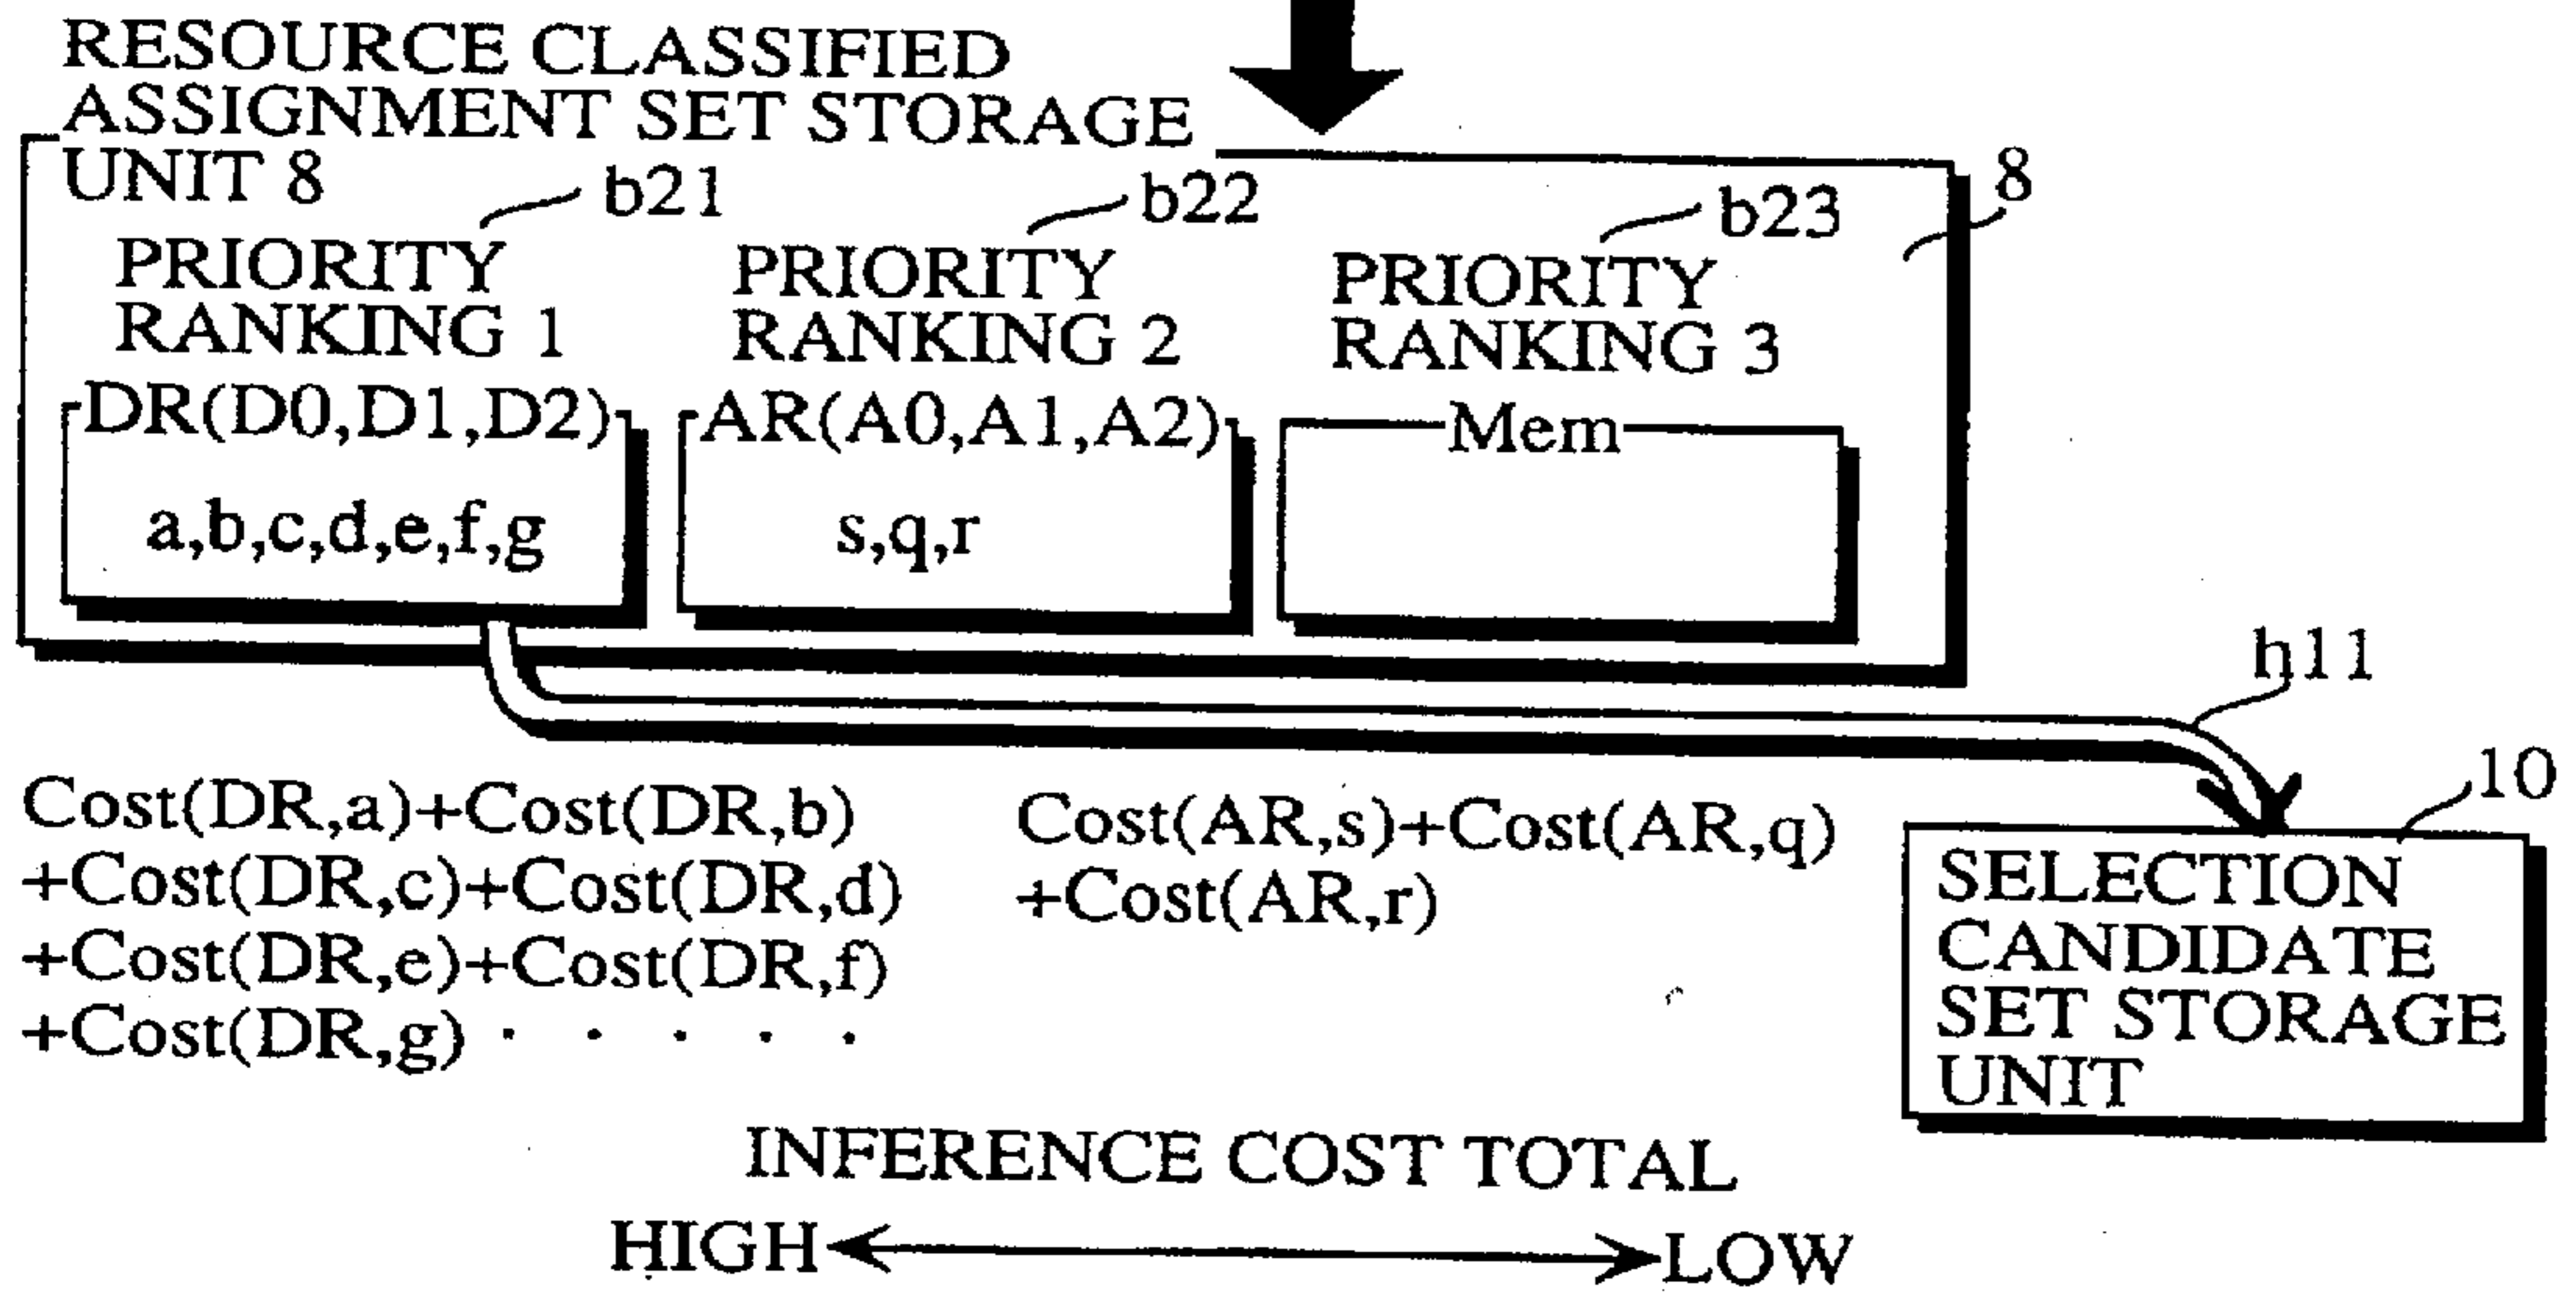 RESOURCE CLASSIFIED
ASSIGNMENT SET STORAGE
UNIT 8
8
b21
b22
b23
PRIORITY
RANKING 1
PRIORITY
RANKING 2
PRIORITY
RANKING 3
DR(D0,D1,D2)
AR(A0,A1,A2)
Mem
a,b,c,d,e,f,g
s,q,r
h11
10
Cost(DR,a)+Cost(DR,b)
+Cost(DR,c)+Cost(DR,d)
+Cost(DR,e)+Cost(DR,f)
+Cost(DR,g) · · · · ·
Cost(AR,s)+Cost(AR,q)
+Cost(AR,r)
SELECTION
CANDIDATE
SET STORAGE
UNIT
INFERENCE COST TOTAL
HIGH
LOW